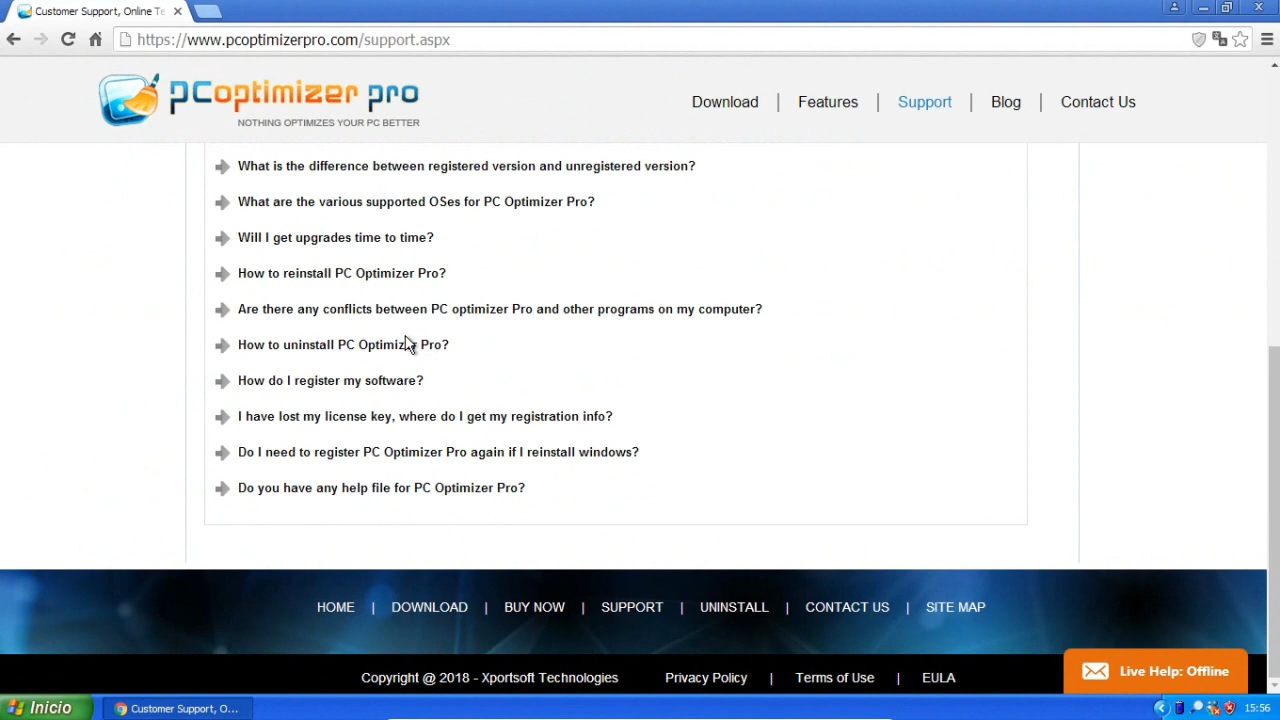 Customer Support, Online Te
https://www.pcoptimizerpro.com/support.aspx
PCoptimizer pro
NOTHING OPTIMIZES YOUR PC BETTER
Download | Features | Support | Blog | Contact Us
What is the difference between registered version and unregistered version?
What are the various supported OSes for PC Optimizer Pro?
Will I get upgrades time to time?
How to reinstall PC Optimizer Pro?
Are there any conflicts between PC optimizer Pro and other programs on my computer?
How to uninstall PC Optimizer Pro?
How do I register my software?
I have lost my license key, where do I get my registration info?
Do I need to register PC Optimizer Pro again if I reinstall windows?
Do you have any help file for PC Optimizer Pro?
HOME | DOWNLOAD | BUY NOW | SUPPORT | UNINSTALL | CONTACT US | SITE MAP
Copyright @ 2018 - Xportsoft Technologies Privacy Policy | Terms of Use | EULA
Live Help: Offline
Inicio
Customer Support, O...
15:56